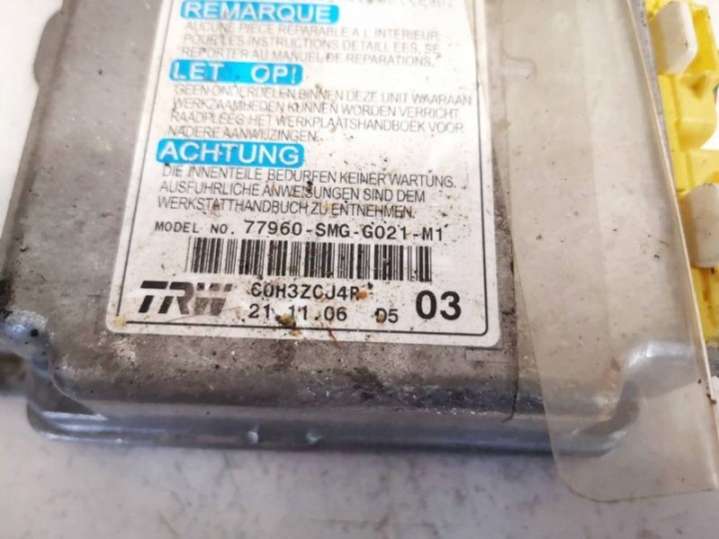 REMARQUE
AUCUNE PIECE REPARABLE A L'INTERIEUR.
POUR LES INSTRUCTIONS DETAILLEES, SE
REPORTER AU MANUEL DE REPARATIONS.
LET OP!
GEEN ONDERDELEN BINNEN DEZE UNIT WAARAAN
WERKZAAMHEDEN KUNNEN WORDEN VERRICHT
RAADPLEEG HET WERKPLAATSHANDBOEK VOOR
NADERE AANWIJZINGEN.
ACHTUNG
DIE INNENTEILE BEDÜRFEN KEINER WARTUNG.
AUSFÜHRLICHE ANWEISUNGEN SIND DEM
WERKSTATTHANDBUCH ZU ENTNEHMEN.
MODEL NO. 77960-SMG-G021-M1
TRW C0H3ZCJ4R
21.11.06 D5 03